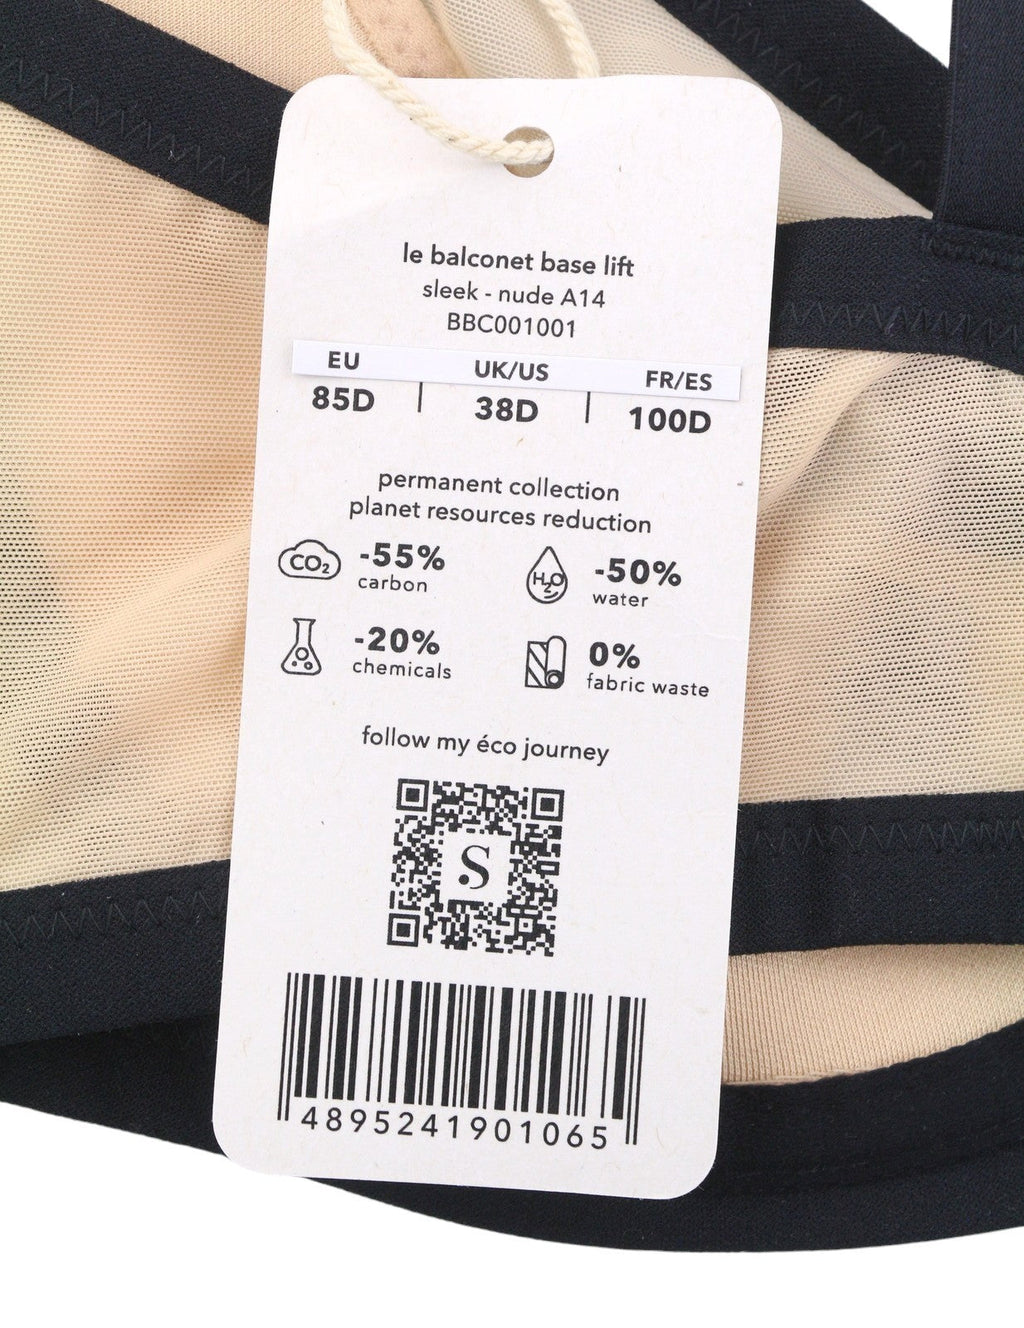 le balconet base lift
sleek - nude A14
BBC001001
EU UK/US FR/ES
85D | 38D | 100D
permanent collection
planet resources reduction
CO2 -55% carbon
H2O -50% water
-20% chemicals
0% fabric waste
follow my éco journey
S
4895241901065